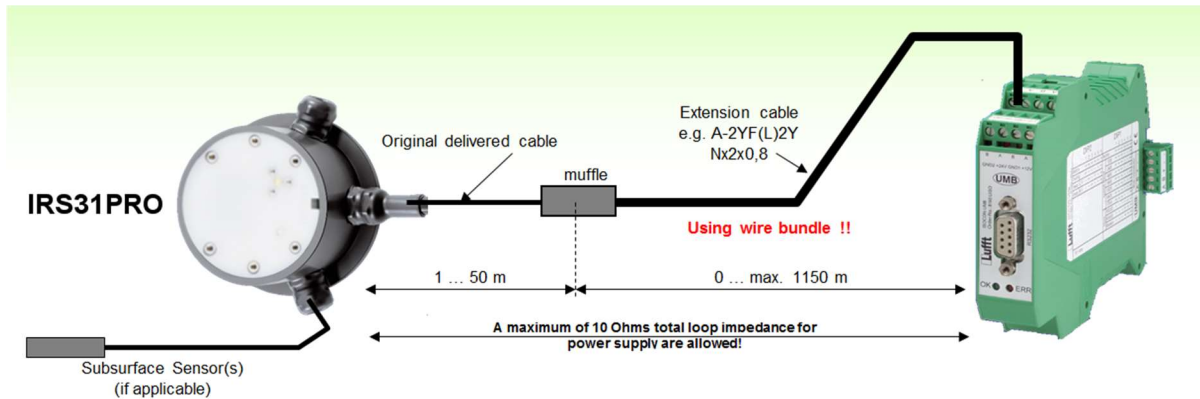 Extension cable
e.g. A-2YF(L)2Y
Nx2x0,8
Original delivered cable
muffle
IRS31PRO
Using wire bundle !!
1 ... 50 m
0 ... max. 1150 m
A maximum of 10 Ohms total loop impedance for
power supply are allowed!
Subsurface Sensor(s)
(if applicable)
UMB
Lufft
RS232
OK
ERR
Lufft